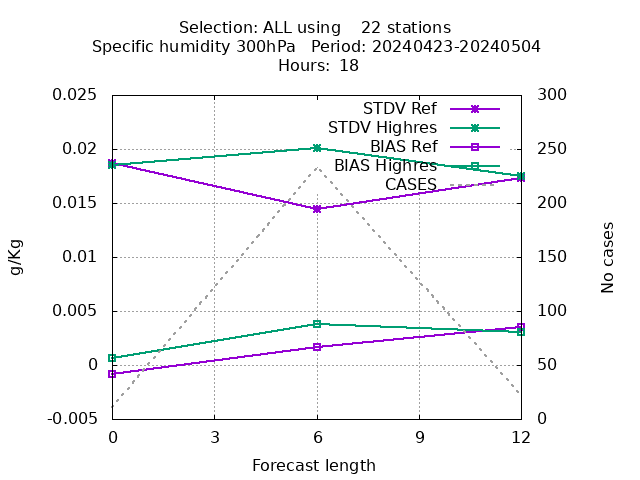 Selection: ALL using    22 stations
Specific humidity 300hPa   Period: 20240423-20240504
Hours: 18
STDV Ref
STDV Highres
BIAS Ref
BIAS Highres
CASES
0.025
0.02
0.015
0.01
0.005
0
-0.005
g/Kg
300
250
200
150
100
50
0
No cases
0 3 6 9 12
Forecast length